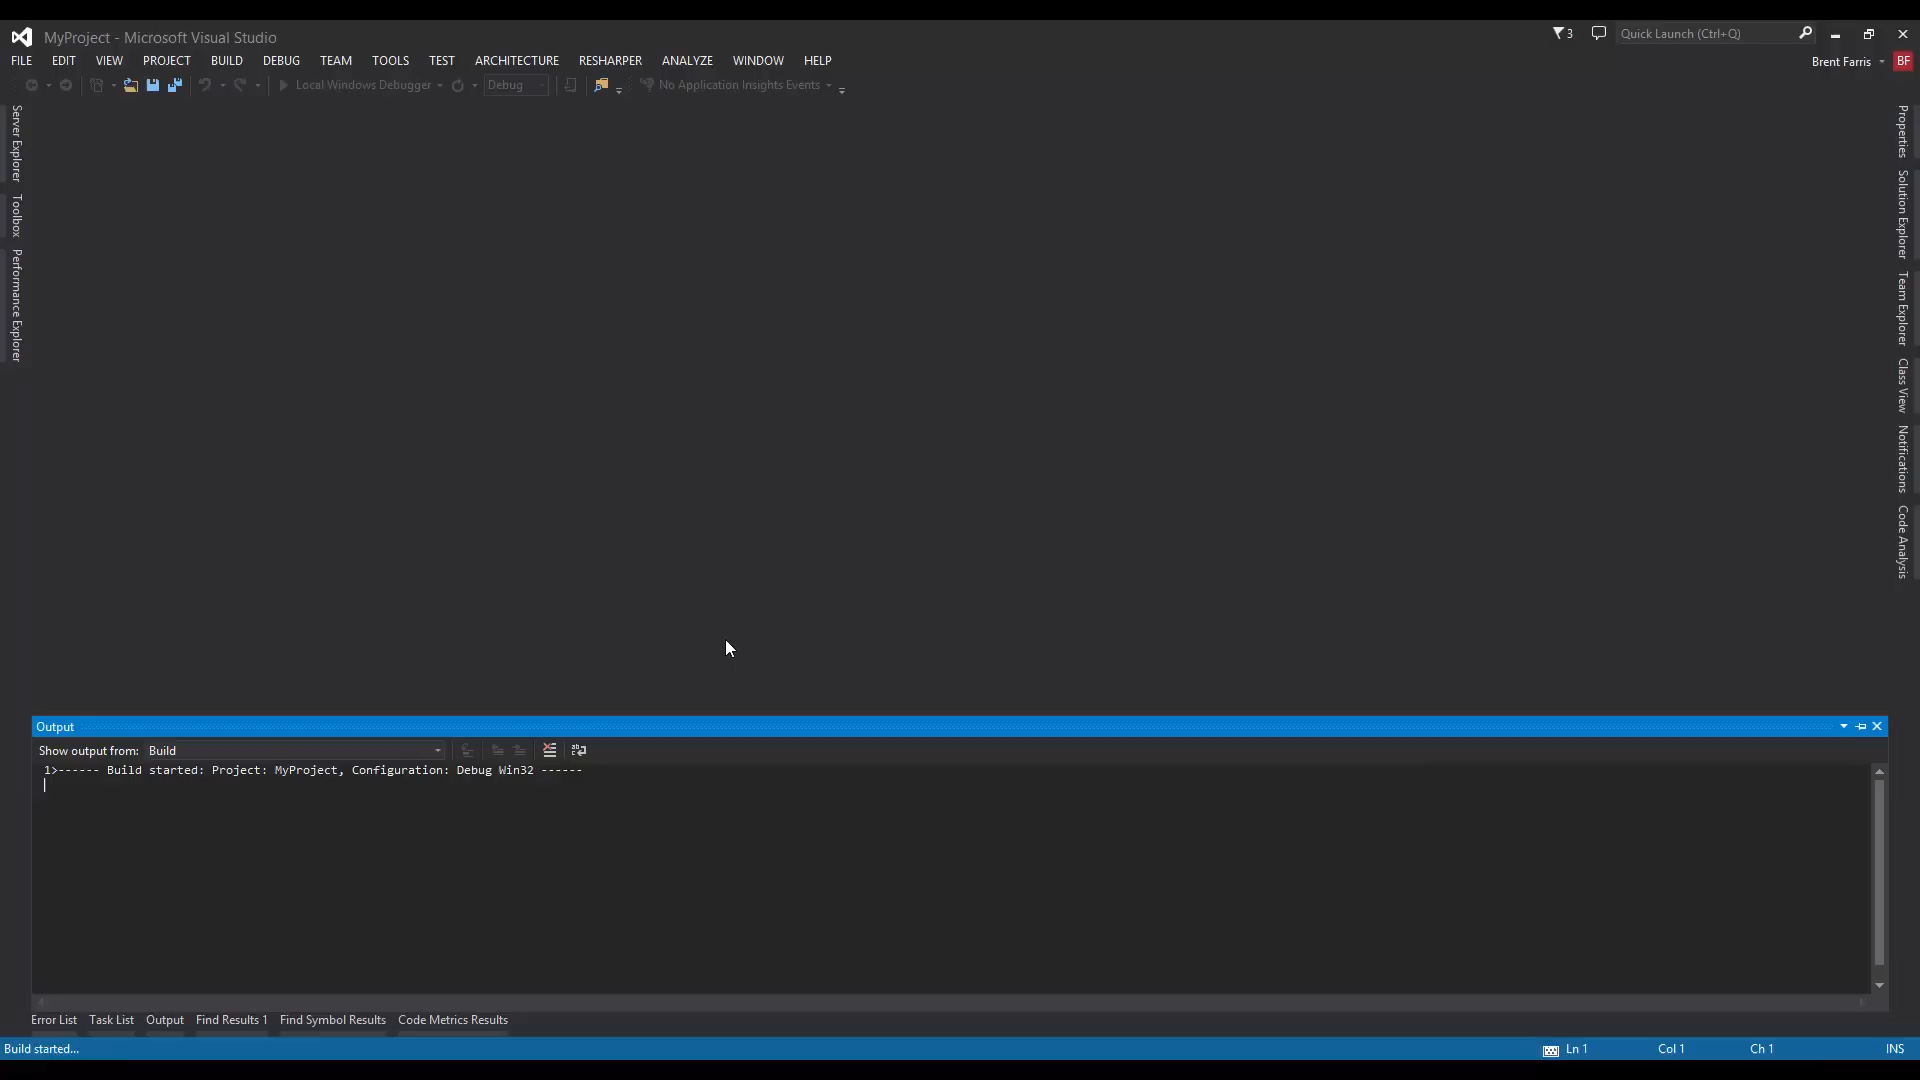 MyProject - Microsoft Visual Studio
3
Quick Launch (Ctrl+Q)
FILE EDIT VIEW PROJECT BUILD DEBUG TEAM TOOLS TEST ARCHITECTURE RESHARPER ANALYZE WINDOW HELP
Brent Farris BF
Local Windows Debugger Debug No Application Insights Events
Server Explorer
Toolbox
Performance Explorer
Properties
Solution Explorer
Team Explorer
Class View
Notifications
Code Analysis
Output
Show output from: Build
1>------ Build started: Project: MyProject, Configuration: Debug Win32 ------
Error List Task List Output Find Results 1 Find Symbol Results Code Metrics Results
Build started... Ln 1 Col 1 Ch 1 INS